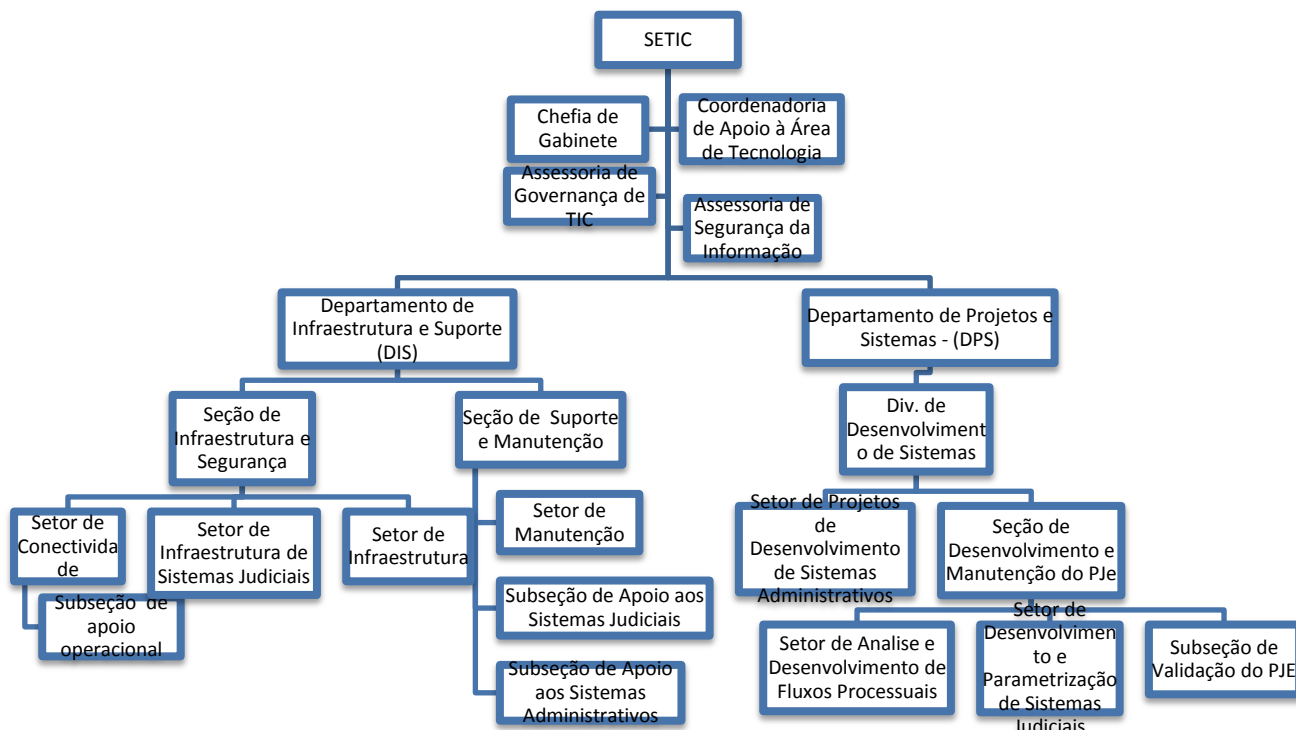 SETIC
Chefia de
Gabinete
Coordenadoria
de Apoio à Área
de Tecnologia
Assessoria de
Governança de
TIC
Assessoria de
Segurança da
Informação
Departamento de
Infraestrutura e Suporte
(DIS)
Departamento de Projetos e
Sistemas - (DPS)
Seção de
Infraestrutura e
Segurança
Seção de Suporte
e Manutenção
Div. de
Desenvolviment
o de Sistemas
Setor de
Conectivida
de
Setor de
Infraestrutura de
Sistemas Judiciais
Setor de
Infraestrutura
Setor de
Manutenção
Setor de Projetos
de
Desenvolvimento
de Sistemas
Administrativos
Seção de
Desenvolvimento e
Manutenção do PJe
Subseção de
apoio
operacional
Subseção de Apoio aos
Sistemas Judiciais
Subseção de Apoio
aos Sistemas
Administrativos
Setor de Analise e
Desenvolvimento de
Fluxos Processuais
Setor de
Desenvolvimen
to e
Parametrização
de Sistemas
Judiciais
Subseção de
Validação do PJE